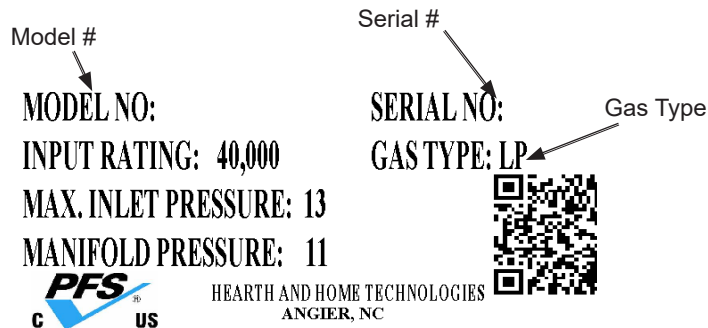 Serial #
Model #
MODEL NO: SERIAL NO:
Gas Type
INPUT RATING: 40,000 GAS TYPE: LP
MAX. INLET PRESSURE: 13
MANIFOLD PRESSURE: 11
PFS ®
C US
HEARTH AND HOME TECHNOLOGIES
ANGIER, NC